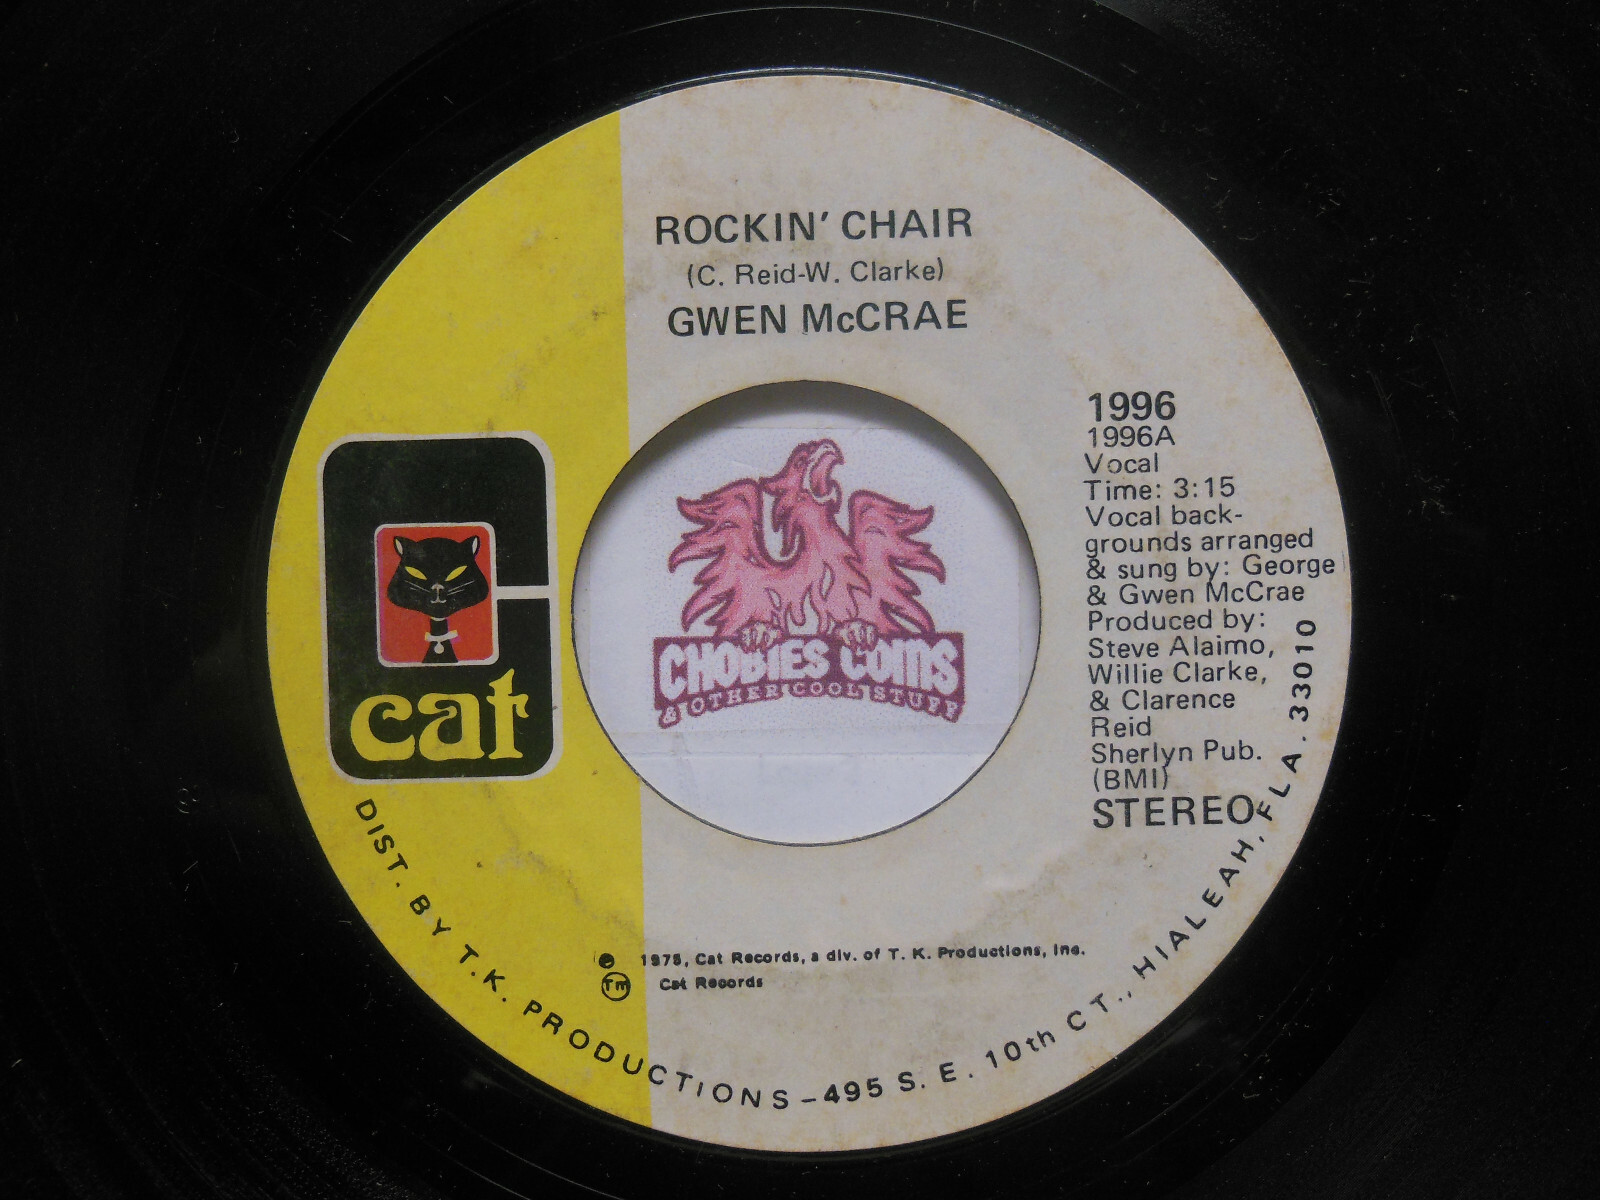 ROCKIN' CHAIR
(C. Reid-W. Clarke)
GWEN McCRAE
1996
1996A
Vocal
Time: 3:15
Vocal back-
grounds arranged
& sung by: George
& Gwen McCrae
Produced by:
Steve Alaimo,
Willie Clarke,
& Clarence
Reid
Sherlyn Pub.
(BMI)
STEREO
cat
CHOBIES COINS
& OTHER COOL STUFF
℗ 1975, Cat Records, a div. of T. K. Productions, Inc.
TM Cat Records
DIST. BY T.K. PRODUCTIONS – 495 S. E. 10th CT., HIALEAH, FLA. 33010